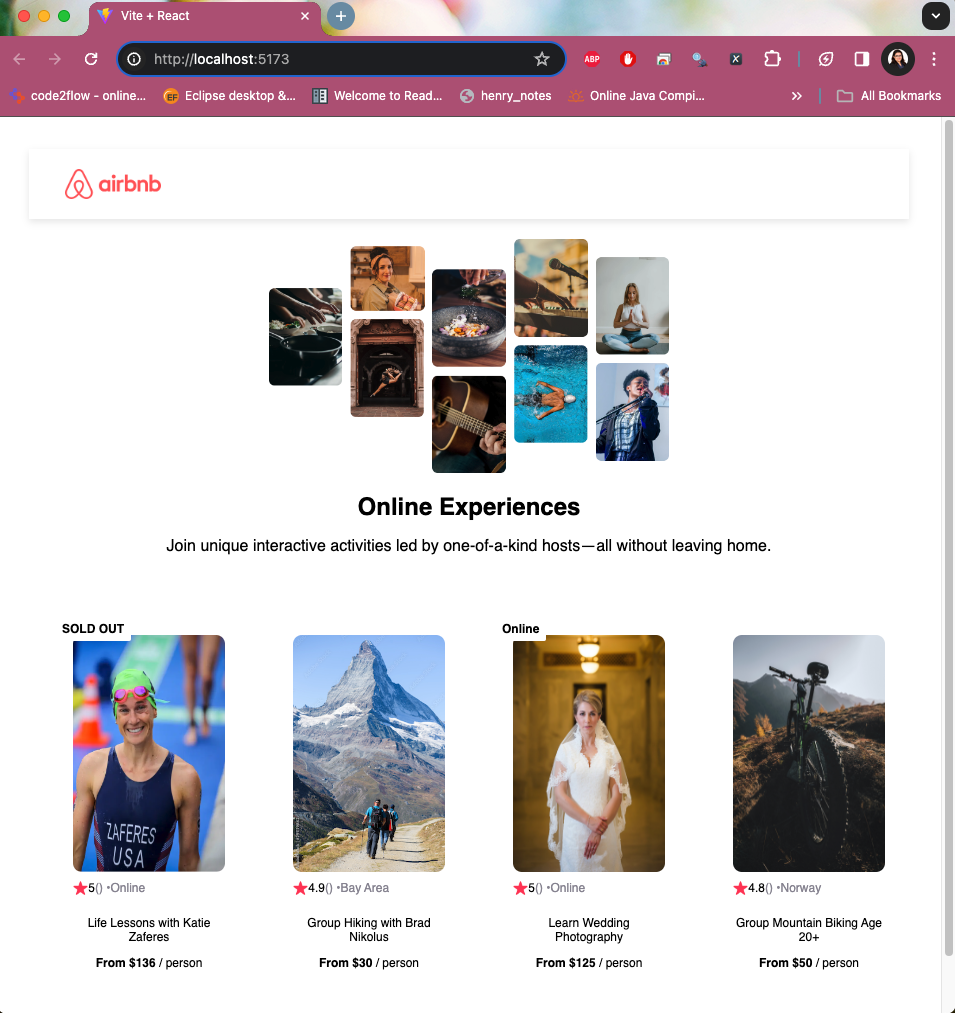 Vite + React
http://localhost:5173
ABP
X
code2flow - online...
EF Eclipse desktop &...
Welcome to Read...
henry_notes
Online Java Compi...
»
All Bookmarks
airbnb
Online Experiences
Join unique interactive activities led by one-of-a-kind hosts—all without leaving home.
SOLD OUT
Online
ZAFERES
USA
5() •Online
4.9() •Bay Area
5() •Online
4.8() •Norway
Life Lessons with Katie
Zaferes
Group Hiking with Brad
Nikolus
Learn Wedding
Photography
Group Mountain Biking Age
20+
From $136 / person
From $30 / person
From $125 / person
From $50 / person